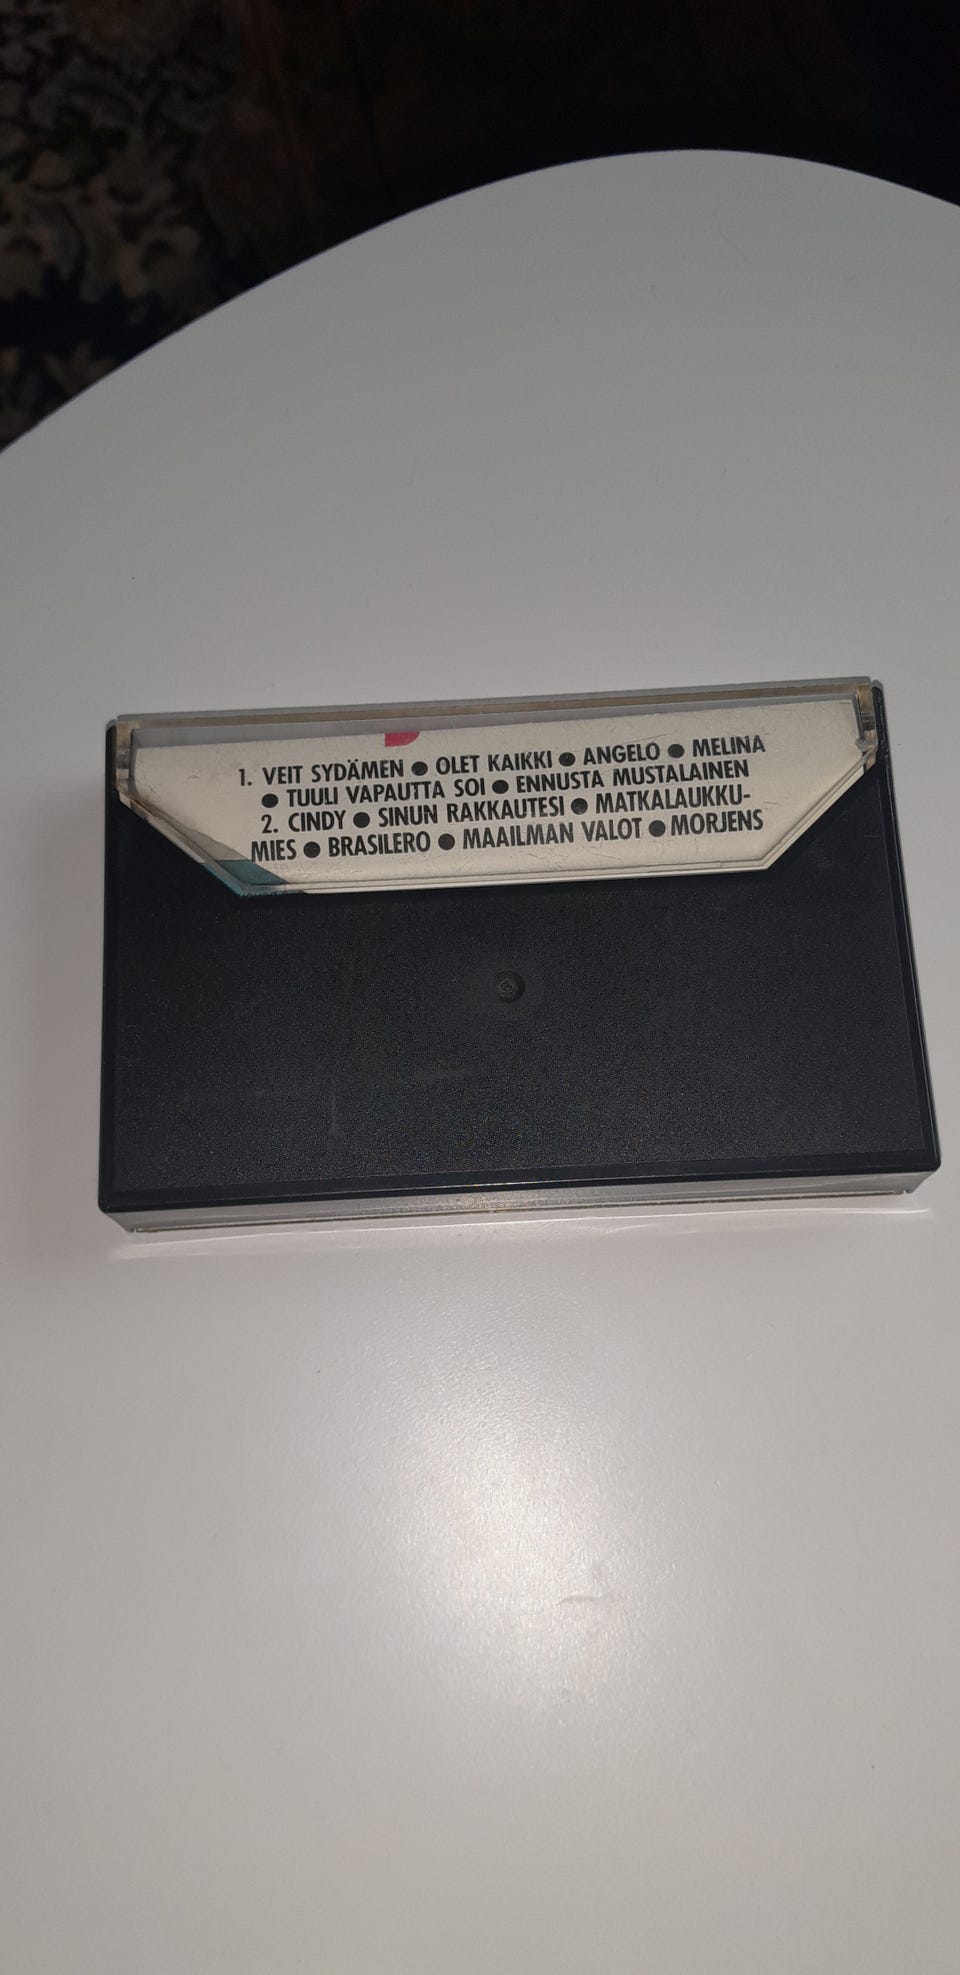 1. VEIT SYDÄMEN ● OLET KAIKKI ● ANGELO ● MELINA
● TUULI VAPAUTTA SOI ● ENNUSTA MUSTALAINEN
2. CINDY ● SINUN RAKKAUTESI ● MATKALAUKKU-
MIES ● BRASILERO ● MAAILMAN VALOT ● MORJENS